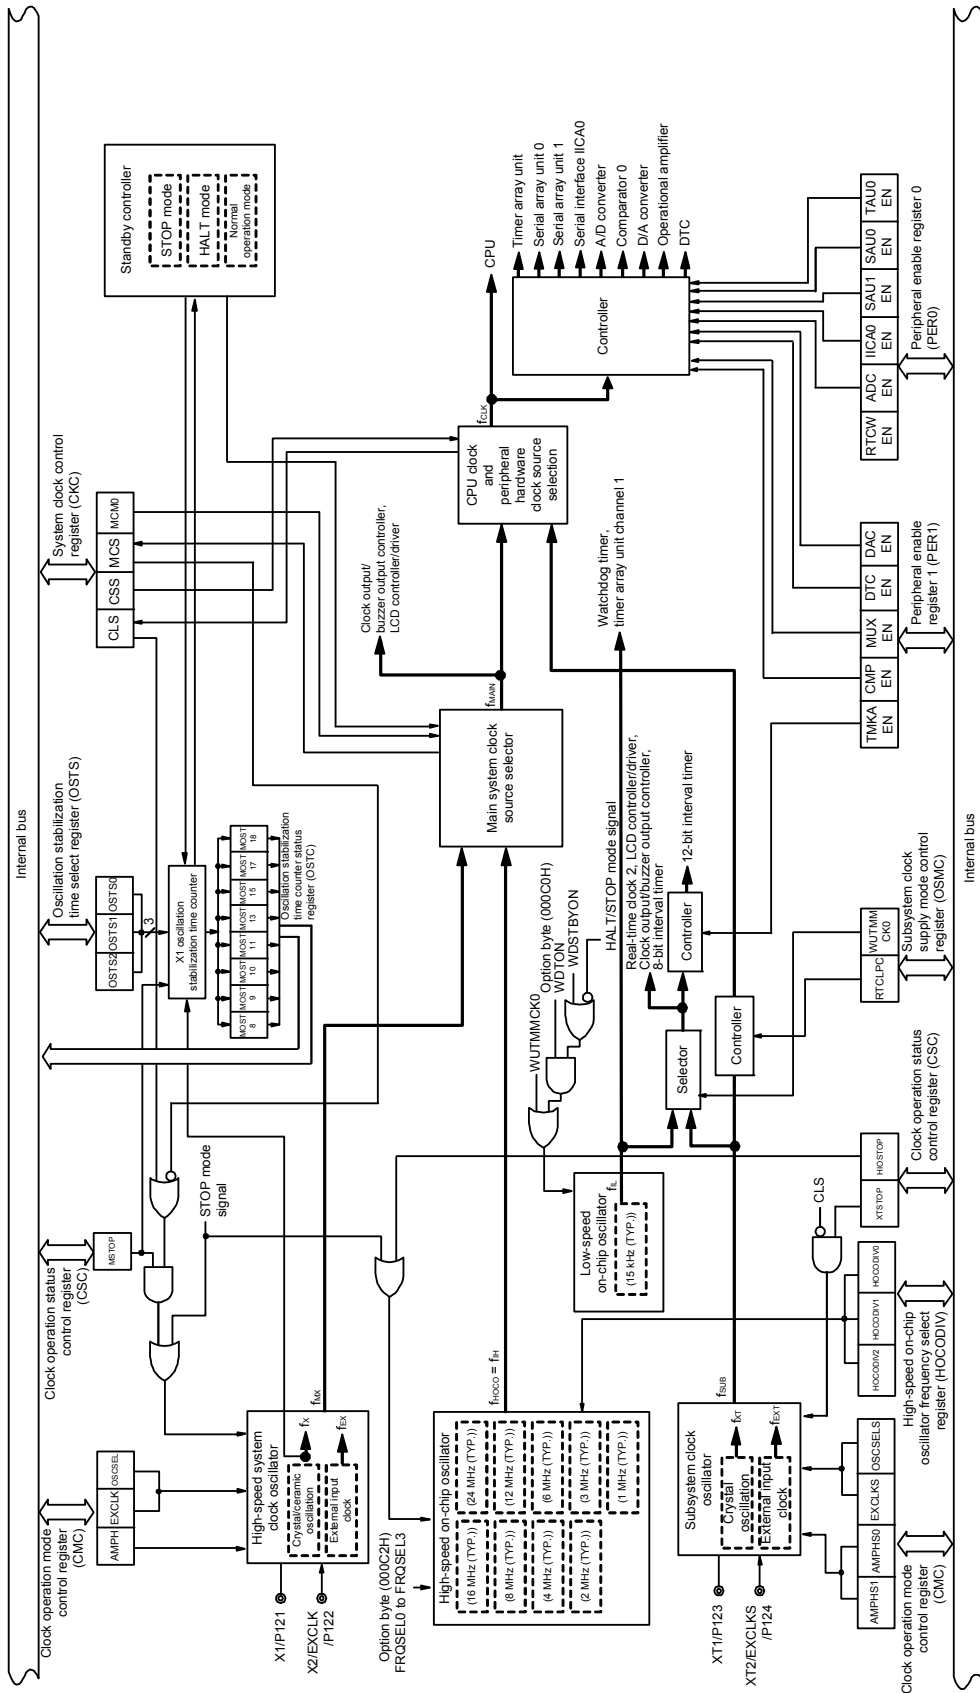 Internal bus
Clock operation mode
control register
(CMC)
AMPH
EXCLK
OSCSEL
Clock operation status
control register
(CSC)
MSTOP
Oscillation stabilization
time select register (OSTS)
OSTS2
OSTS1
OSTS0
3
System clock control
register (CKC)
CLS
CSS
MCS
MCM0
Standby controller
STOP mode
HALT mode
Normal
operation mode
X1 oscillation
stabilization time counter
MOST
8
MOST
9
MOST
10
MOST
11
MOST
13
MOST
15
MOST
17
MOST
18
Oscillation stabilization
time counter status
register (OSTC)
STOP mode
signal
X1/P121
X2/EXCLK
/P122
High-speed system
clock oscillator
Crystal/ceramic
oscillation
fX
External input
clock
fEX
fMX
Option byte (000C2H)
FRQSEL0 to FRQSEL3
High-speed on-chip oscillator
(24 MHz (TYP.))
(16 MHz (TYP.))
(12 MHz (TYP.))
(8 MHz (TYP.))
(6 MHz (TYP.))
(4 MHz (TYP.))
(3 MHz (TYP.))
(2 MHz (TYP.))
(1 MHz (TYP.))
fHOCO = fIH
Main system clock
source selector
fMAIN
Clock output/
buzzer output controller,
LCD controller/driver
CPU clock
and
peripheral
hardware
clock source
selection
fCLK
CPU
Controller
Timer array unit
Serial array unit 0
Serial array unit 1
Serial interface IICA0
A/D converter
Comparator 0
D/A converter
Operational amplifier
DTC
WUTMMCK0
Option byte (000C0H)
WDTON
WDSTBYON
HALT/STOP mode signal
Low-speed
on-chip oscillator
(15 kHz (TYP.))
fIL
Watchdog timer,
timer array unit channel 1
Real-time clock 2, LCD controller/driver,
Clock output/buzzer output controller,
8-bit interval timer
Selector
Controller
12-bit interval timer
Controller
XT1/P123
XT2/EXCLKS
/P124
Subsystem clock
oscillator
Crystal
oscillation
fXT
External input
clock
fEXT
fSUB
CLS
AMPHS1
AMPHS0
EXCLKS
OSCSELS
Clock operation mode
control register
(CMC)
HOCODIV2
HOCODIV1
HOCODIV0
High-speed on-chip
oscillator frequency select
register (HOCODIV)
XTSTOP
HIOSTOP
Clock operation status
control register (CSC)
RTCLPC
WUTMM
CK0
Subsystem clock
supply mode control
register (OSMC)
TMKA
EN
CMP
EN
MUX
EN
DTC
EN
DAC
EN
Peripheral enable
register 1 (PER1)
RTCW
EN
ADC
EN
IICA0
EN
SAU1
EN
SAU0
EN
TAU0
EN
Peripheral enable register 0
(PER0)
Internal bus